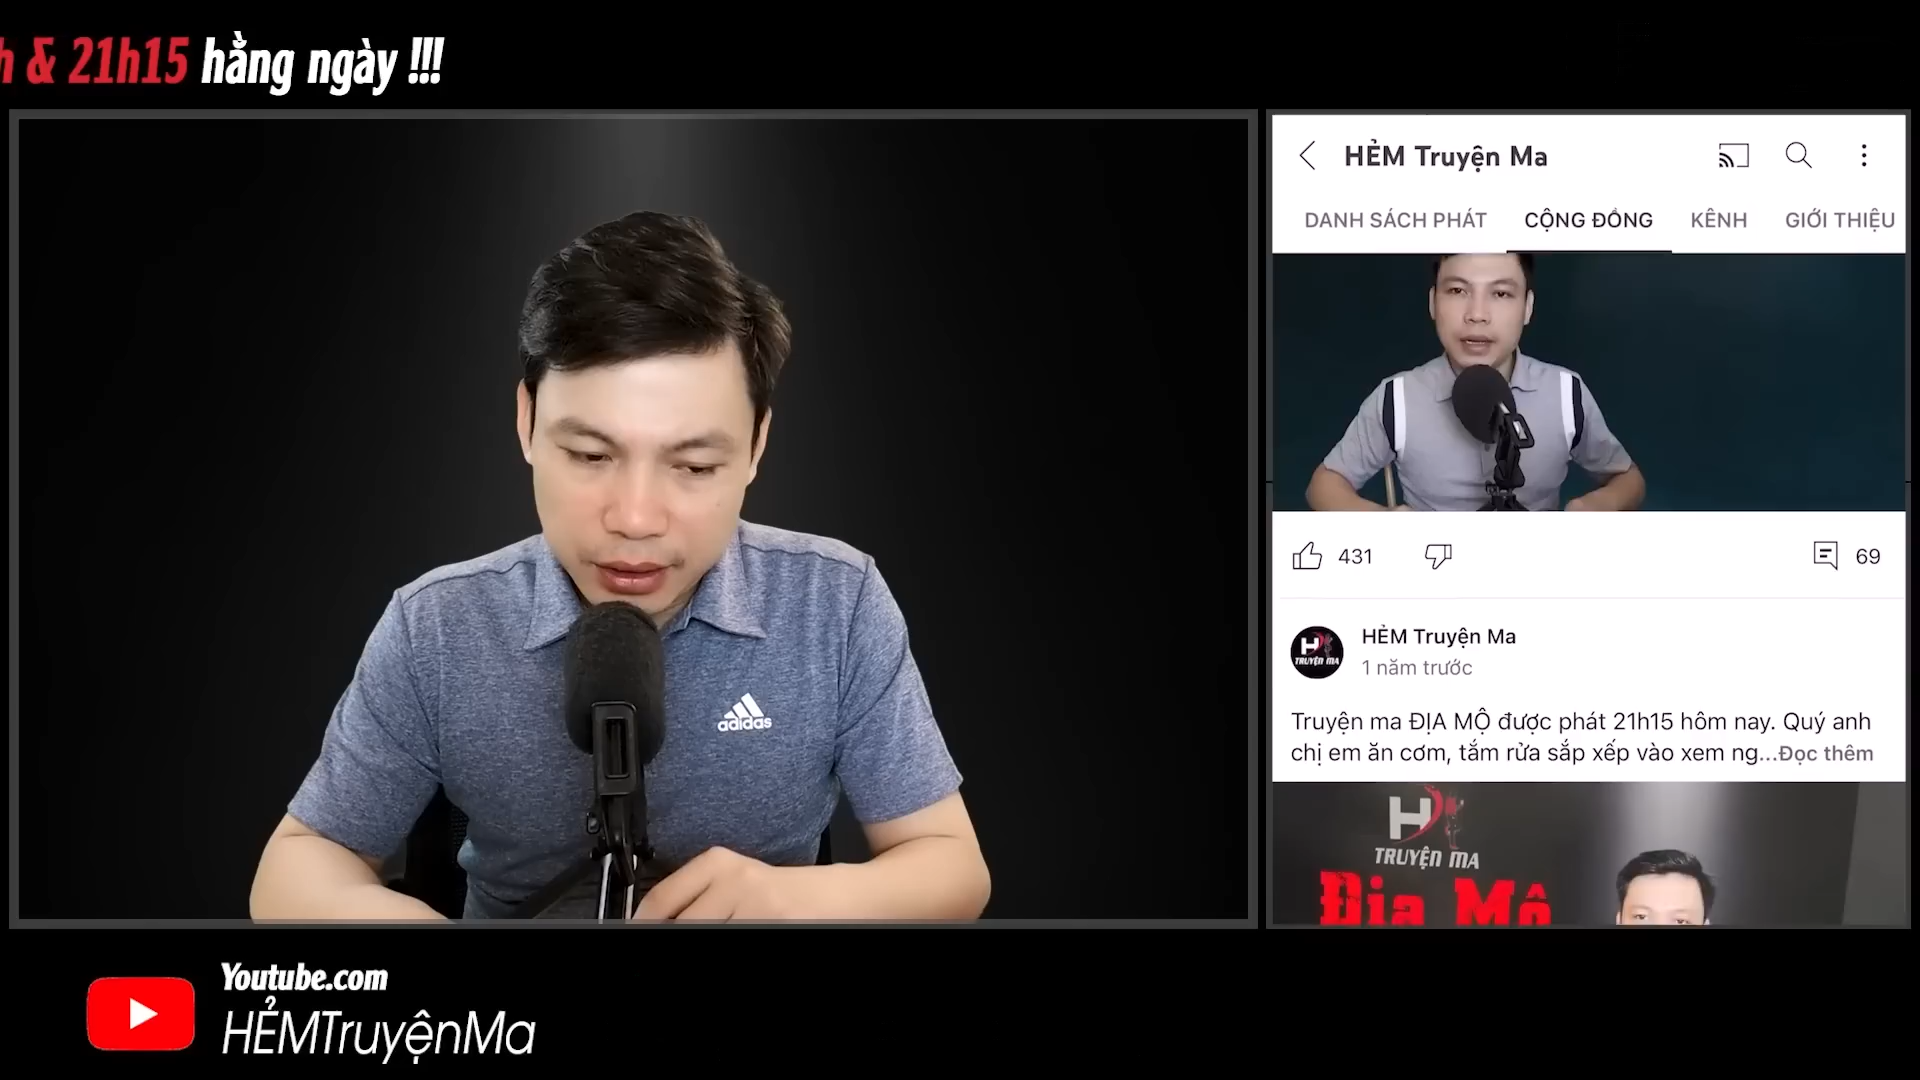 h & 21h15 hằng ngày !!!
HẺM Truyện Ma
DANH SÁCH PHÁT CỘNG ĐỒNG KÊNH GIỚI THIỆU
adidas
431 69
H TRUYỆN MA
HẺM Truyện Ma
1 năm trước
Truyện ma ĐỊA MỘ được phát 21h15 hôm nay. Quý anh
chị em ăn cơm, tắm rửa sắp xếp vào xem ng...Đọc thêm
H
TRUYỆN MA
Địa Mộ
Youtube.com
HẺMTruyệnMa